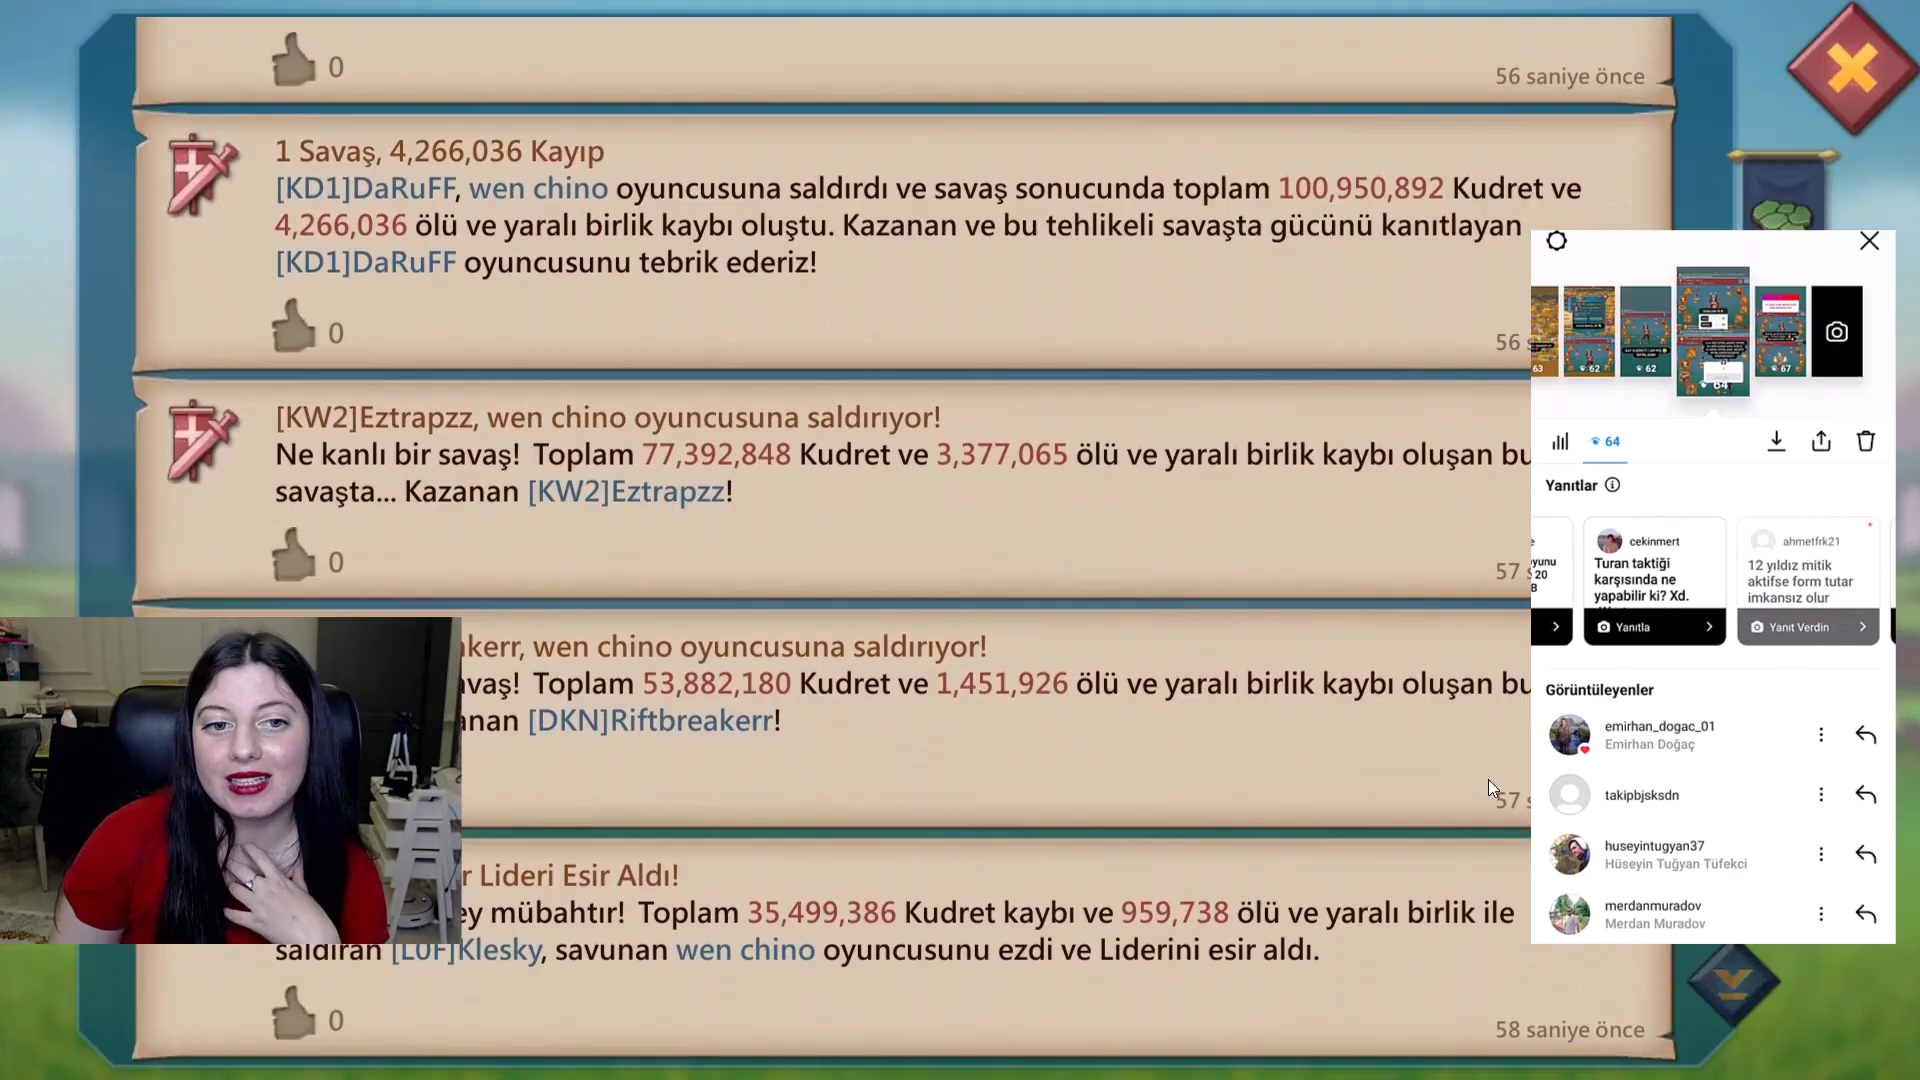 0
56 saniye önce
1 Savaş, 4,266,036 Kayıp
[KD1]DaRuFF, wen chino oyuncusuna saldırdı ve savaş sonucunda toplam 100,950,892 Kudret ve
4,266,036 ölü ve yaralı birlik kaybı oluştu. Kazanan ve bu tehlikeli savaşta gücünü kanıtlayan
[KD1]DaRuFF oyuncusunu tebrik ederiz!
0
56 s
[KW2]Eztrapzz, wen chino oyuncusuna saldırıyor!
Ne kanlı bir savaş! Toplam 77,392,848 Kudret ve 3,377,065 ölü ve yaralı birlik kaybı oluşan bu
savaşta... Kazanan [KW2]Eztrapzz!
0
57 s
kerr, wen chino oyuncusuna saldırıyor!
vaş! Toplam 53,882,180 Kudret ve 1,451,926 ölü ve yaralı birlik kaybı oluşan bu
anan [DKN]Riftbreakerr!
57 s
r Lideri Esir Aldı!
ey mübahtır! Toplam 35,499,386 Kudret kaybı ve 959,738 ölü ve yaralı birlik ile
saldıran [L0F]Klesky, savunan wen chino oyuncusunu ezdi ve Liderini esir aldı.
0
58 saniye önce
63
62
62
64
67
64
Yanıtlar
e
yunu
20
B
cekinmert
Turan taktiği
karşısında ne
yapabilir ki? Xd.
Yanıtla
ahmetfrk21
12 yıldız mitik
aktifse form tutar
imkansız olur
Yanıt Verdin
Görüntüleyenler
emirhan_dogac_01
Emirhan Doğaç
takipbjsksdn
huseyintugyan37
Hüseyin Tuğyan Tüfekci
merdanmuradov
Merdan Muradov